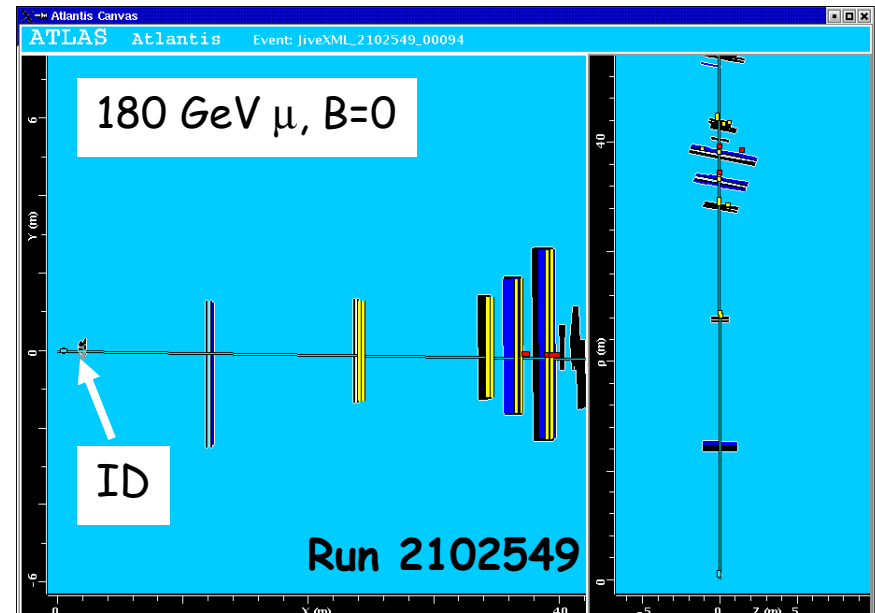 Atlantis Canvas
ATLAS Atlantis Event: JiveXML_2102549_00094
180 GeV μ, B=0
6
Y (m)
0
-6
ID
Run 2102549
0 X (m) 40
40
ρ (m)
0
-5 0 Z (m) 5